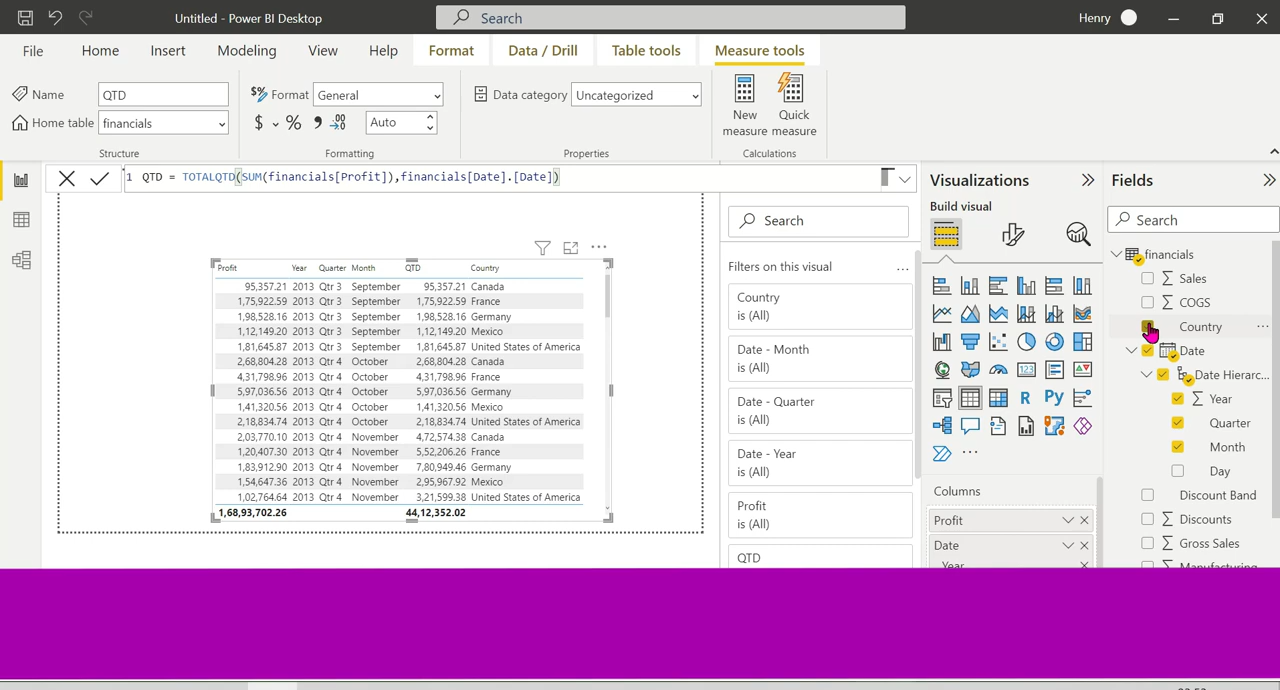 Untitled - Power BI Desktop
Search
Henry
File Home Insert Modeling View Help Format Data / Drill Table tools Measure tools
Name QTD
Home table financials
Structure
$% Format General
$ % , .00 Auto
Formatting
Data category Uncategorized
Properties
New measure
Quick measure
Calculations
1 QTD = TOTALQTD(SUM(financials[Profit]),financials[Date].[Date])
Profit Year Quarter Month QTD Country
95,357.21 2013 Qtr 3 September 95,357.21 Canada
1,75,922.59 2013 Qtr 3 September 1,75,922.59 France
1,98,528.16 2013 Qtr 3 September 1,98,528.16 Germany
1,12,149.20 2013 Qtr 3 September 1,12,149.20 Mexico
1,81,645.87 2013 Qtr 3 September 1,81,645.87 United States of America
2,68,804.28 2013 Qtr 4 October 2,68,804.28 Canada
4,31,798.96 2013 Qtr 4 October 4,31,798.96 France
5,97,036.56 2013 Qtr 4 October 5,97,036.56 Germany
1,41,320.56 2013 Qtr 4 October 1,41,320.56 Mexico
2,18,834.74 2013 Qtr 4 October 2,18,834.74 United States of America
2,03,770.10 2013 Qtr 4 November 4,72,574.38 Canada
1,20,407.30 2013 Qtr 4 November 5,52,206.26 France
1,83,912.90 2013 Qtr 4 November 7,80,949.46 Germany
1,54,647.36 2013 Qtr 4 November 2,95,967.92 Mexico
1,02,764.64 2013 Qtr 4 November 3,21,599.38 United States of America
1,68,93,702.26 44,12,352.02
Search
Filters on this visual ...
Country
is (All)
Date - Month
is (All)
Date - Quarter
is (All)
Date - Year
is (All)
Profit
is (All)
QTD
Visualizations
Build visual
123
R Py
...
Columns
Profit
Date
Year
Fields
Search
financials
Sales
COGS
Country ...
Date
Date Hierarc...
Year
Quarter
Month
Day
Discount Band
Discounts
Gross Sales
Manufacturing